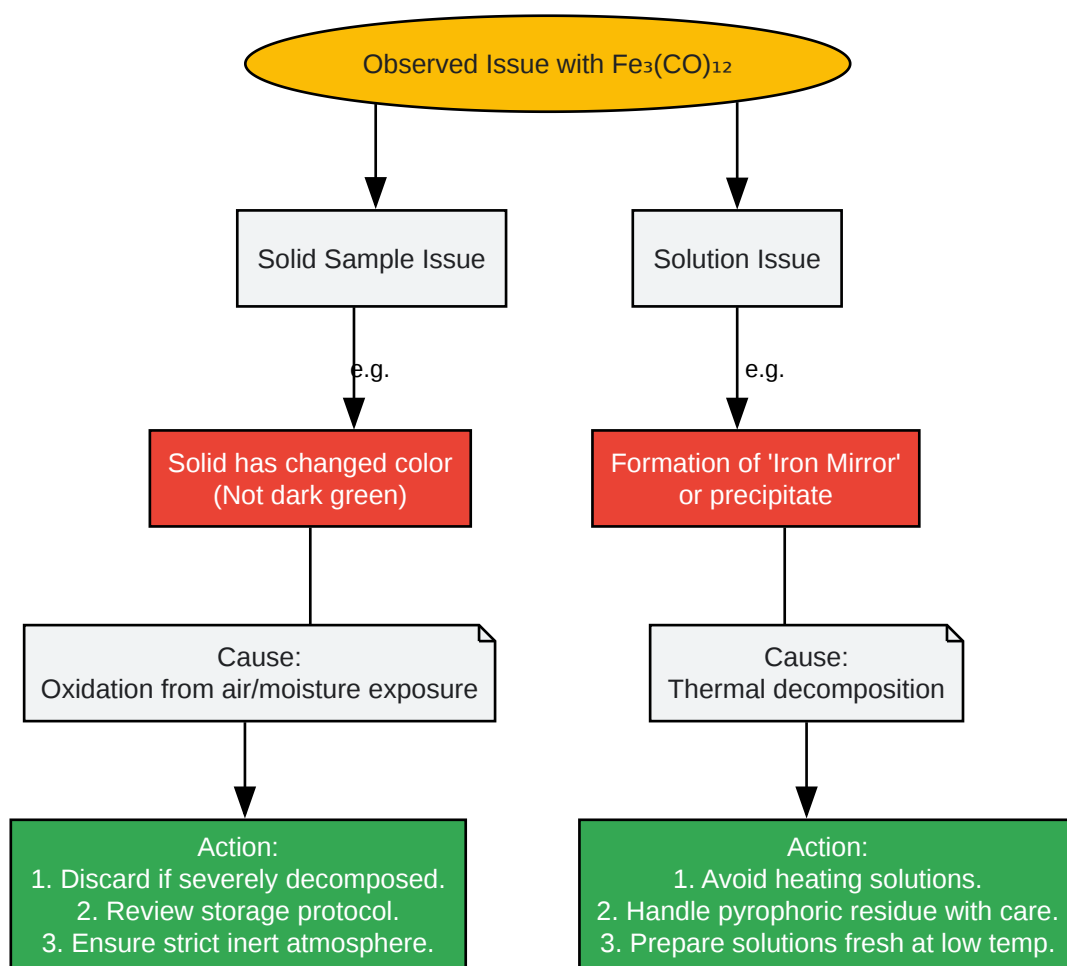 Observed Issue with Fe₃(CO)₁₂
Solid Sample Issue
Solution Issue
e.g.
e.g.
Solid has changed color
(Not dark green)
Formation of 'Iron Mirror'
or precipitate
Cause:
Oxidation from air/moisture exposure
Cause:
Thermal decomposition
Action:
1. Discard if severely decomposed.
2. Review storage protocol.
3. Ensure strict inert atmosphere.
Action:
1. Avoid heating solutions.
2. Handle pyrophoric residue with care.
3. Prepare solutions fresh at low temp.